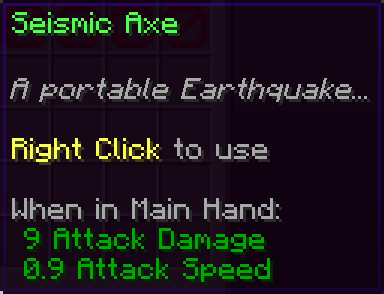 Seismic Axe
A portable Earthquake...
Right Click to use
When in Main Hand:
9 Attack Damage
0.9 Attack Speed